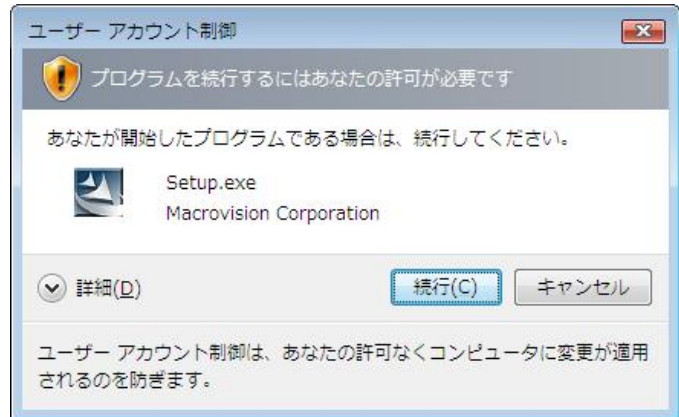 ユーザー アカウント制御
プログラムを続行するにはあなたの許可が必要です
あなたが開始したプログラムである場合は、続行してください。
Setup.exe
Macrovision Corporation
詳細(D)
続行(C)
キャンセル
ユーザー アカウント制御は、あなたの許可なくコンピュータに変更が適用
されるのを防ぎます。